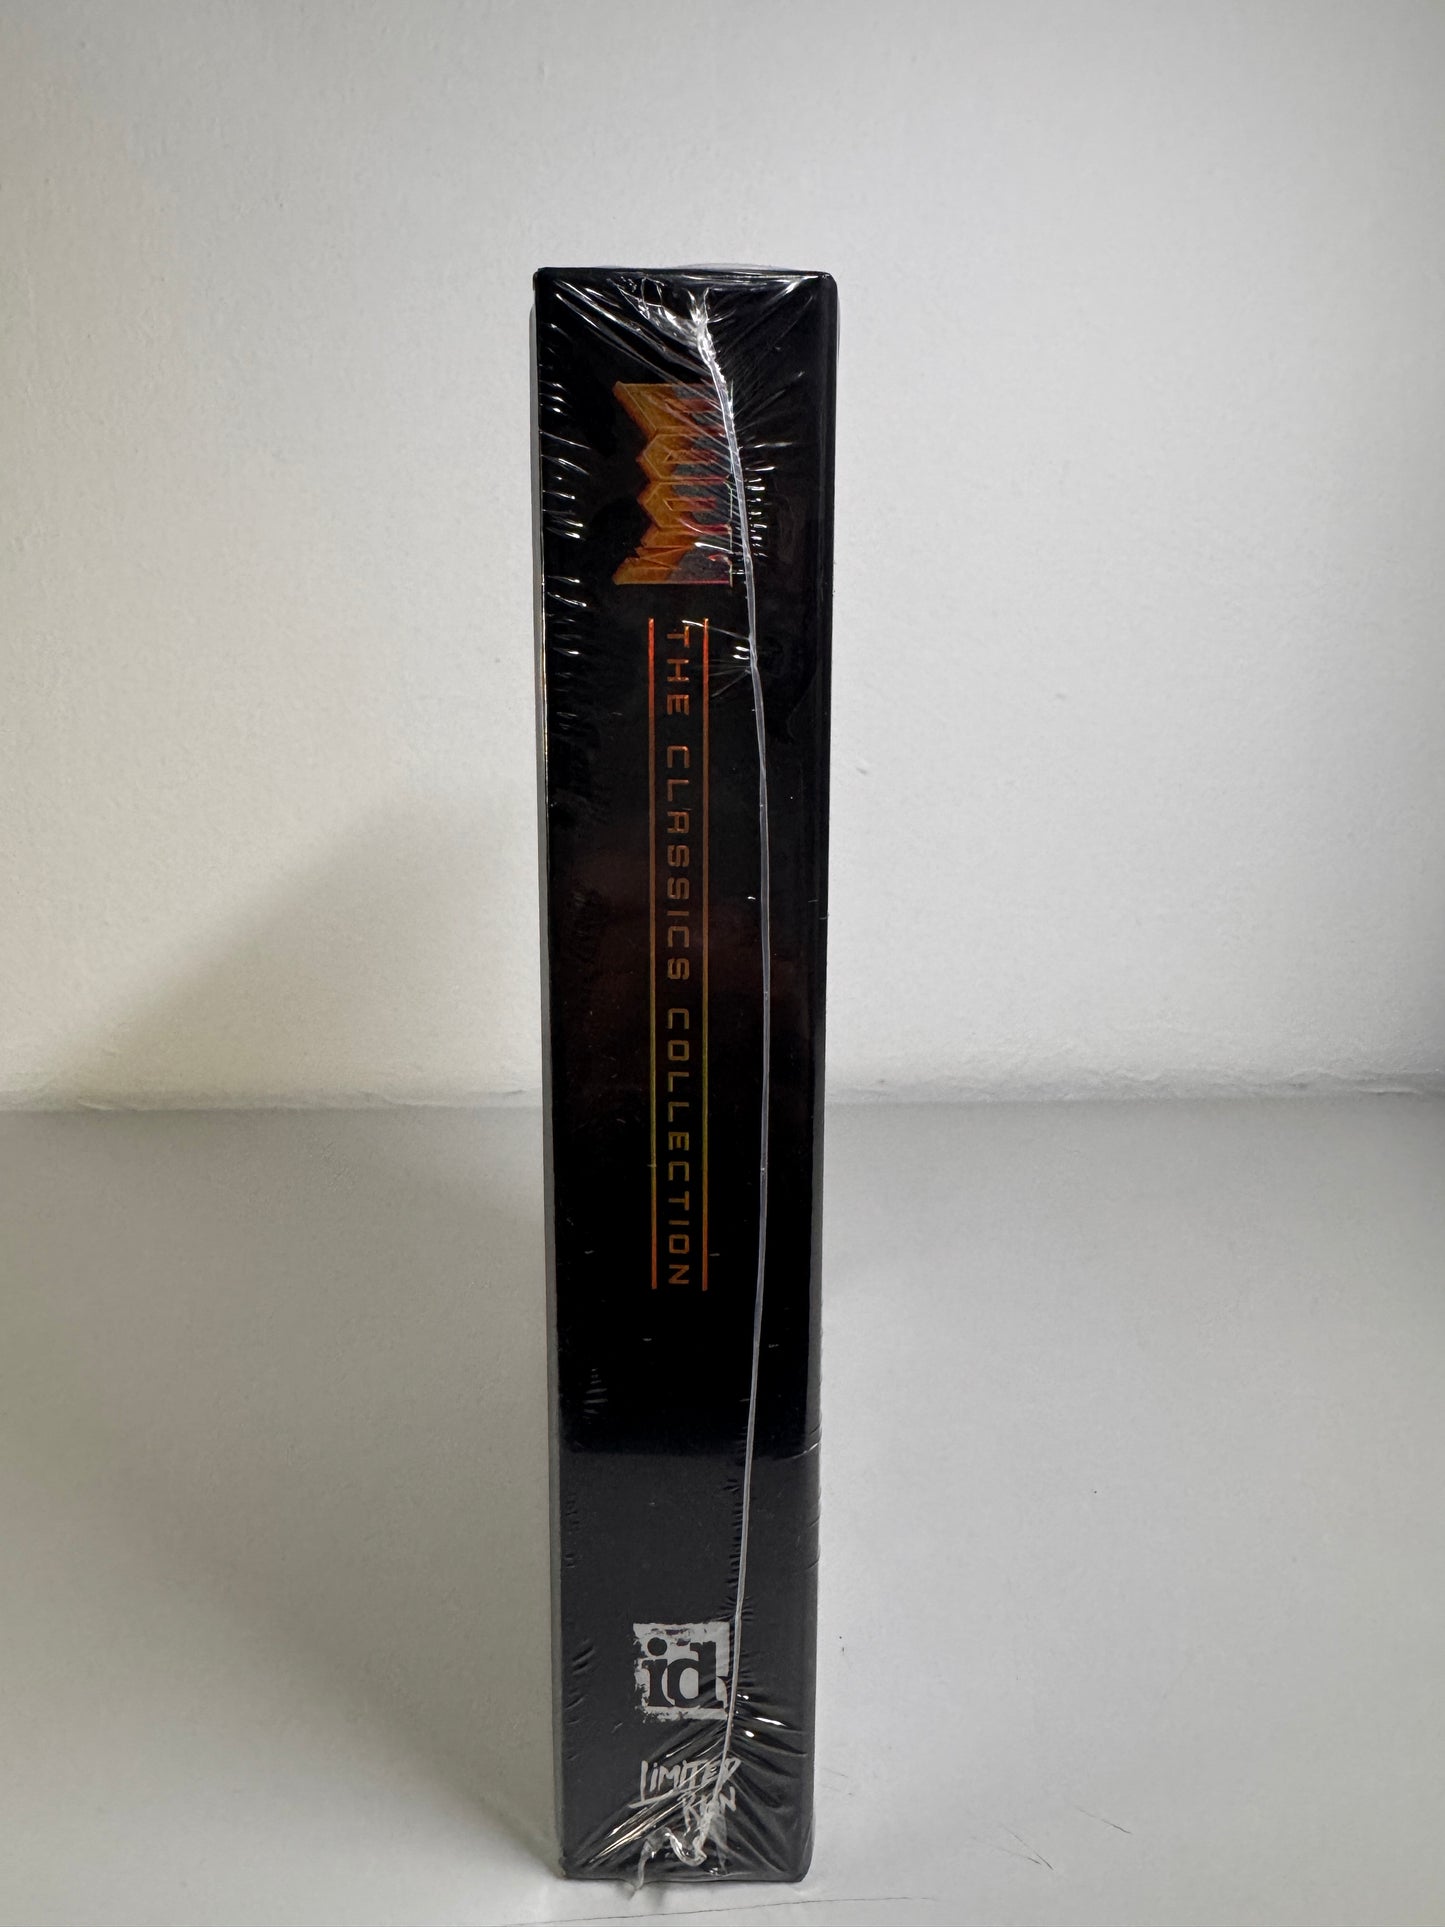 DOOM
THE CLASSICS COLLECTION
id
LIMITED
RUN